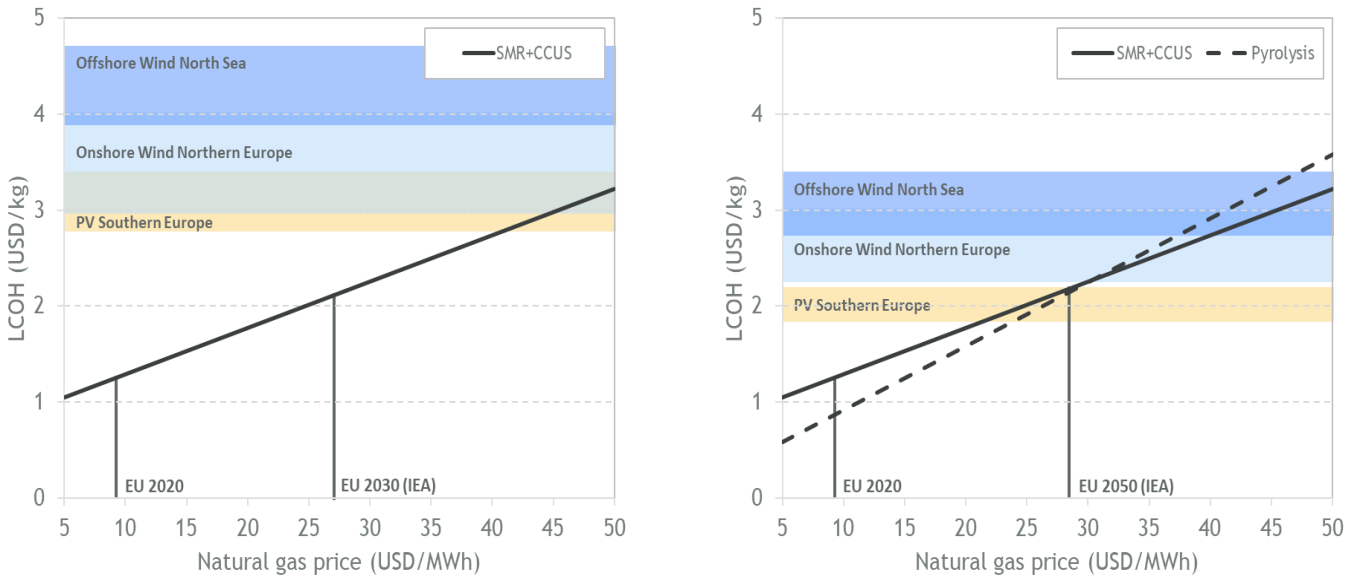 5
SMR+CCUS
Offshore Wind North Sea
4
Onshore Wind Northern Europe
3
PV Southern Europe
2
1
0
EU 2020
EU 2030 (IEA)
5 10 15 20 25 30 35 40 45 50
Natural gas price (USD/MWh)
LCOH (USD/kg)
5
SMR+CCUS Pyrolysis
4
Offshore Wind North Sea
3
Onshore Wind Northern Europe
2
PV Southern Europe
1
0
EU 2020
EU 2050 (IEA)
5 10 15 20 25 30 35 40 45 50
Natural gas price (USD/MWh)
LCOH (USD/kg)